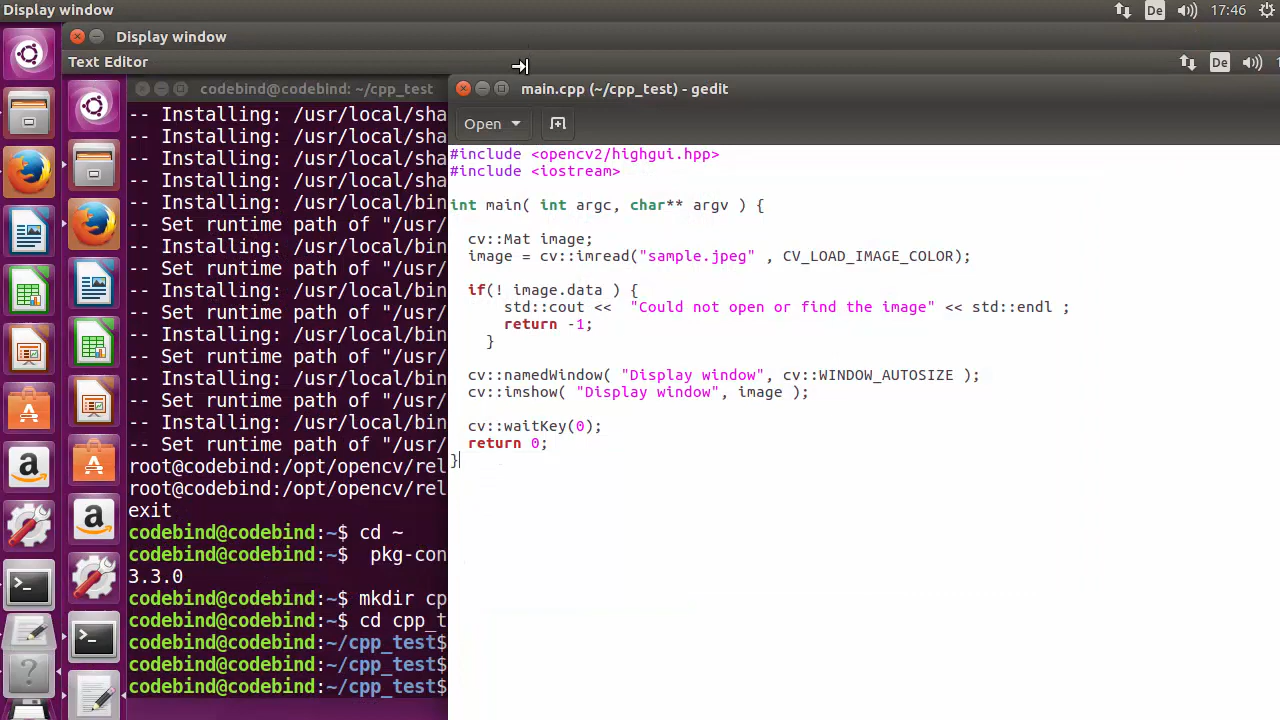 Display window
De
17:46
Display window
Text Editor
De
codebind@codebind: ~/cpp_test
-- Installing: /usr/local/sha
-- Installing: /usr/local/sha
-- Installing: /usr/local/sha
-- Installing: /usr/local/sha
-- Installing: /usr/local/bin
-- Set runtime path of "/usr/
-- Installing: /usr/local/bin
-- Set runtime path of "/usr/
-- Installing: /usr/local/bin
-- Set runtime path of "/usr/
-- Installing: /usr/local/bin
-- Set runtime path of "/usr/
-- Installing: /usr/local/bin
-- Set runtime path of "/usr/
-- Installing: /usr/local/bin
-- Set runtime path of "/usr/
root@codebind:/opt/opencv/rel
root@codebind:/opt/opencv/rel
exit
codebind@codebind:~$ cd ~
codebind@codebind:~$  pkg-con
3.3.0
codebind@codebind:~$ mkdir cp
codebind@codebind:~$ cd cpp_t
codebind@codebind:~/cpp_test$
codebind@codebind:~/cpp_test$
codebind@codebind:~/cpp_test$
main.cpp (~/cpp_test) - gedit
Open
#include <opencv2/highgui.hpp>
#include <iostream>
int main( int argc, char** argv ) {
cv::Mat image;
image = cv::imread("sample.jpeg" , CV_LOAD_IMAGE_COLOR);
if(! image.data ) {
std::cout <<  "Could not open or find the image" << std::endl ;
return -1;
}
cv::namedWindow( "Display window", cv::WINDOW_AUTOSIZE );
cv::imshow( "Display window", image );
cv::waitKey(0);
return 0;
}